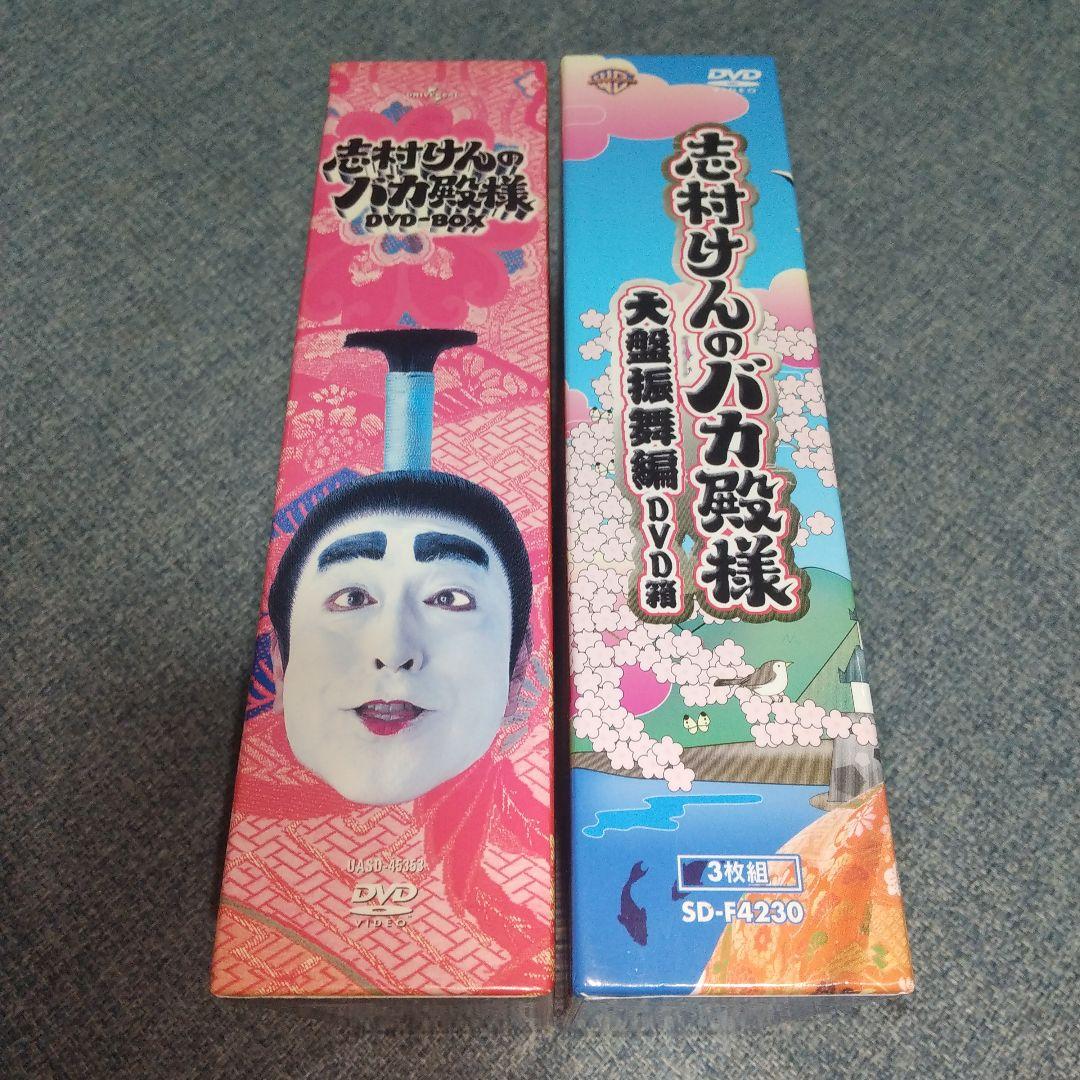 UNIVERSAL
志村けんの
バカ殿様
DVD-BOX
UASD-45353
DVD
VIDEO
DVD
VIDEO
志村けんのバカ殿様
大盤振舞編DVD箱
3枚組
SD-F4230